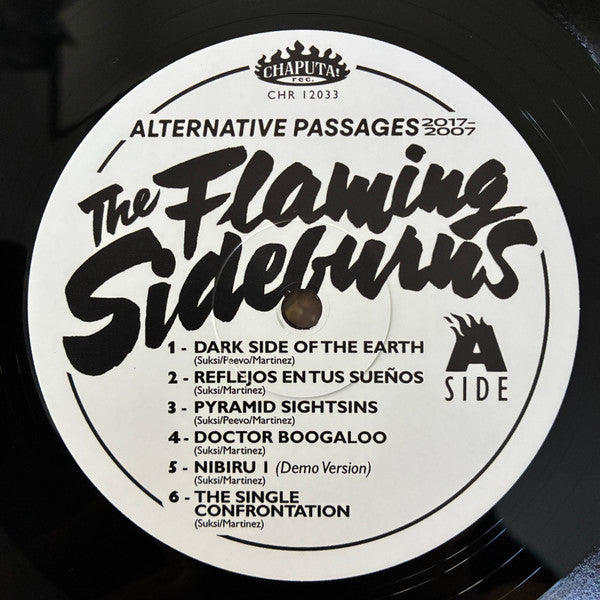 CHAPUTA!
rec.
CHR 12033
ALTERNATIVE PASSAGES 2017-
2007
The Flaming
Sideburns
A
SIDE
1 - DARK SIDE OF THE EARTH
(Suksi/Peevo/Martinez)
2 - REFLEJOS EN TUS SUEÑOS
(Suksi/Martinez)
3 - PYRAMID SIGHTSINS
(Suksi/Peevo/Martinez)
4 - DOCTOR BOOGALOO
(Suksi/Martinez)
5 - NIBIRU I (Demo Version)
(Suksi/Martinez)
6 - THE SINGLE
CONFRONTATION
(Suksi/Martinez)